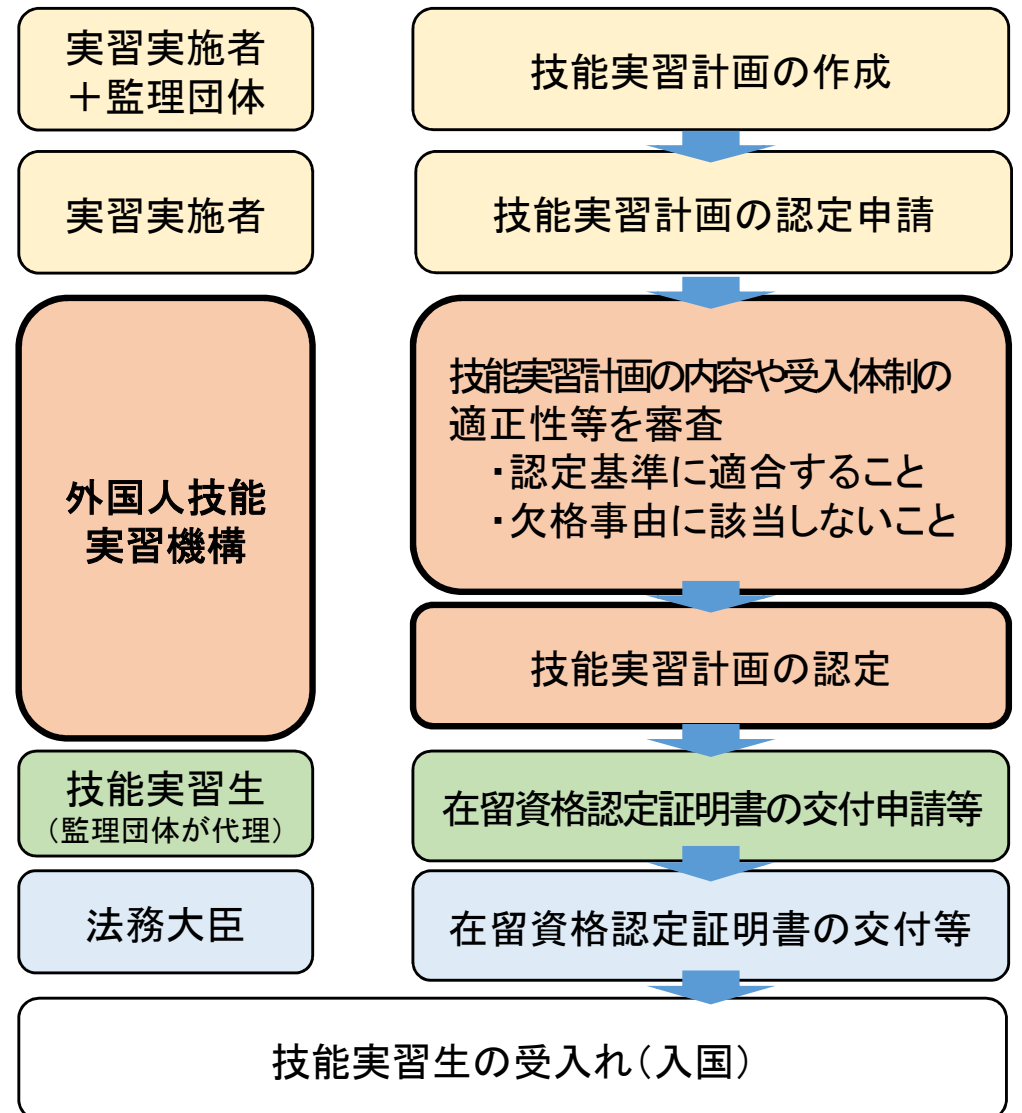 実習実施者
＋監理団体
技能実習計画の作成
実習実施者
技能実習計画の認定申請
外国人技能
実習機構
技能実習計画の内容や受入体制の
適正性等を審査
・認定基準に適合すること
・欠格事由に該当しないこと
技能実習計画の認定
技能実習生
（監理団体が代理）
在留資格認定証明書の交付申請等
法務大臣
在留資格認定証明書の交付等
技能実習生の受入れ（入国）